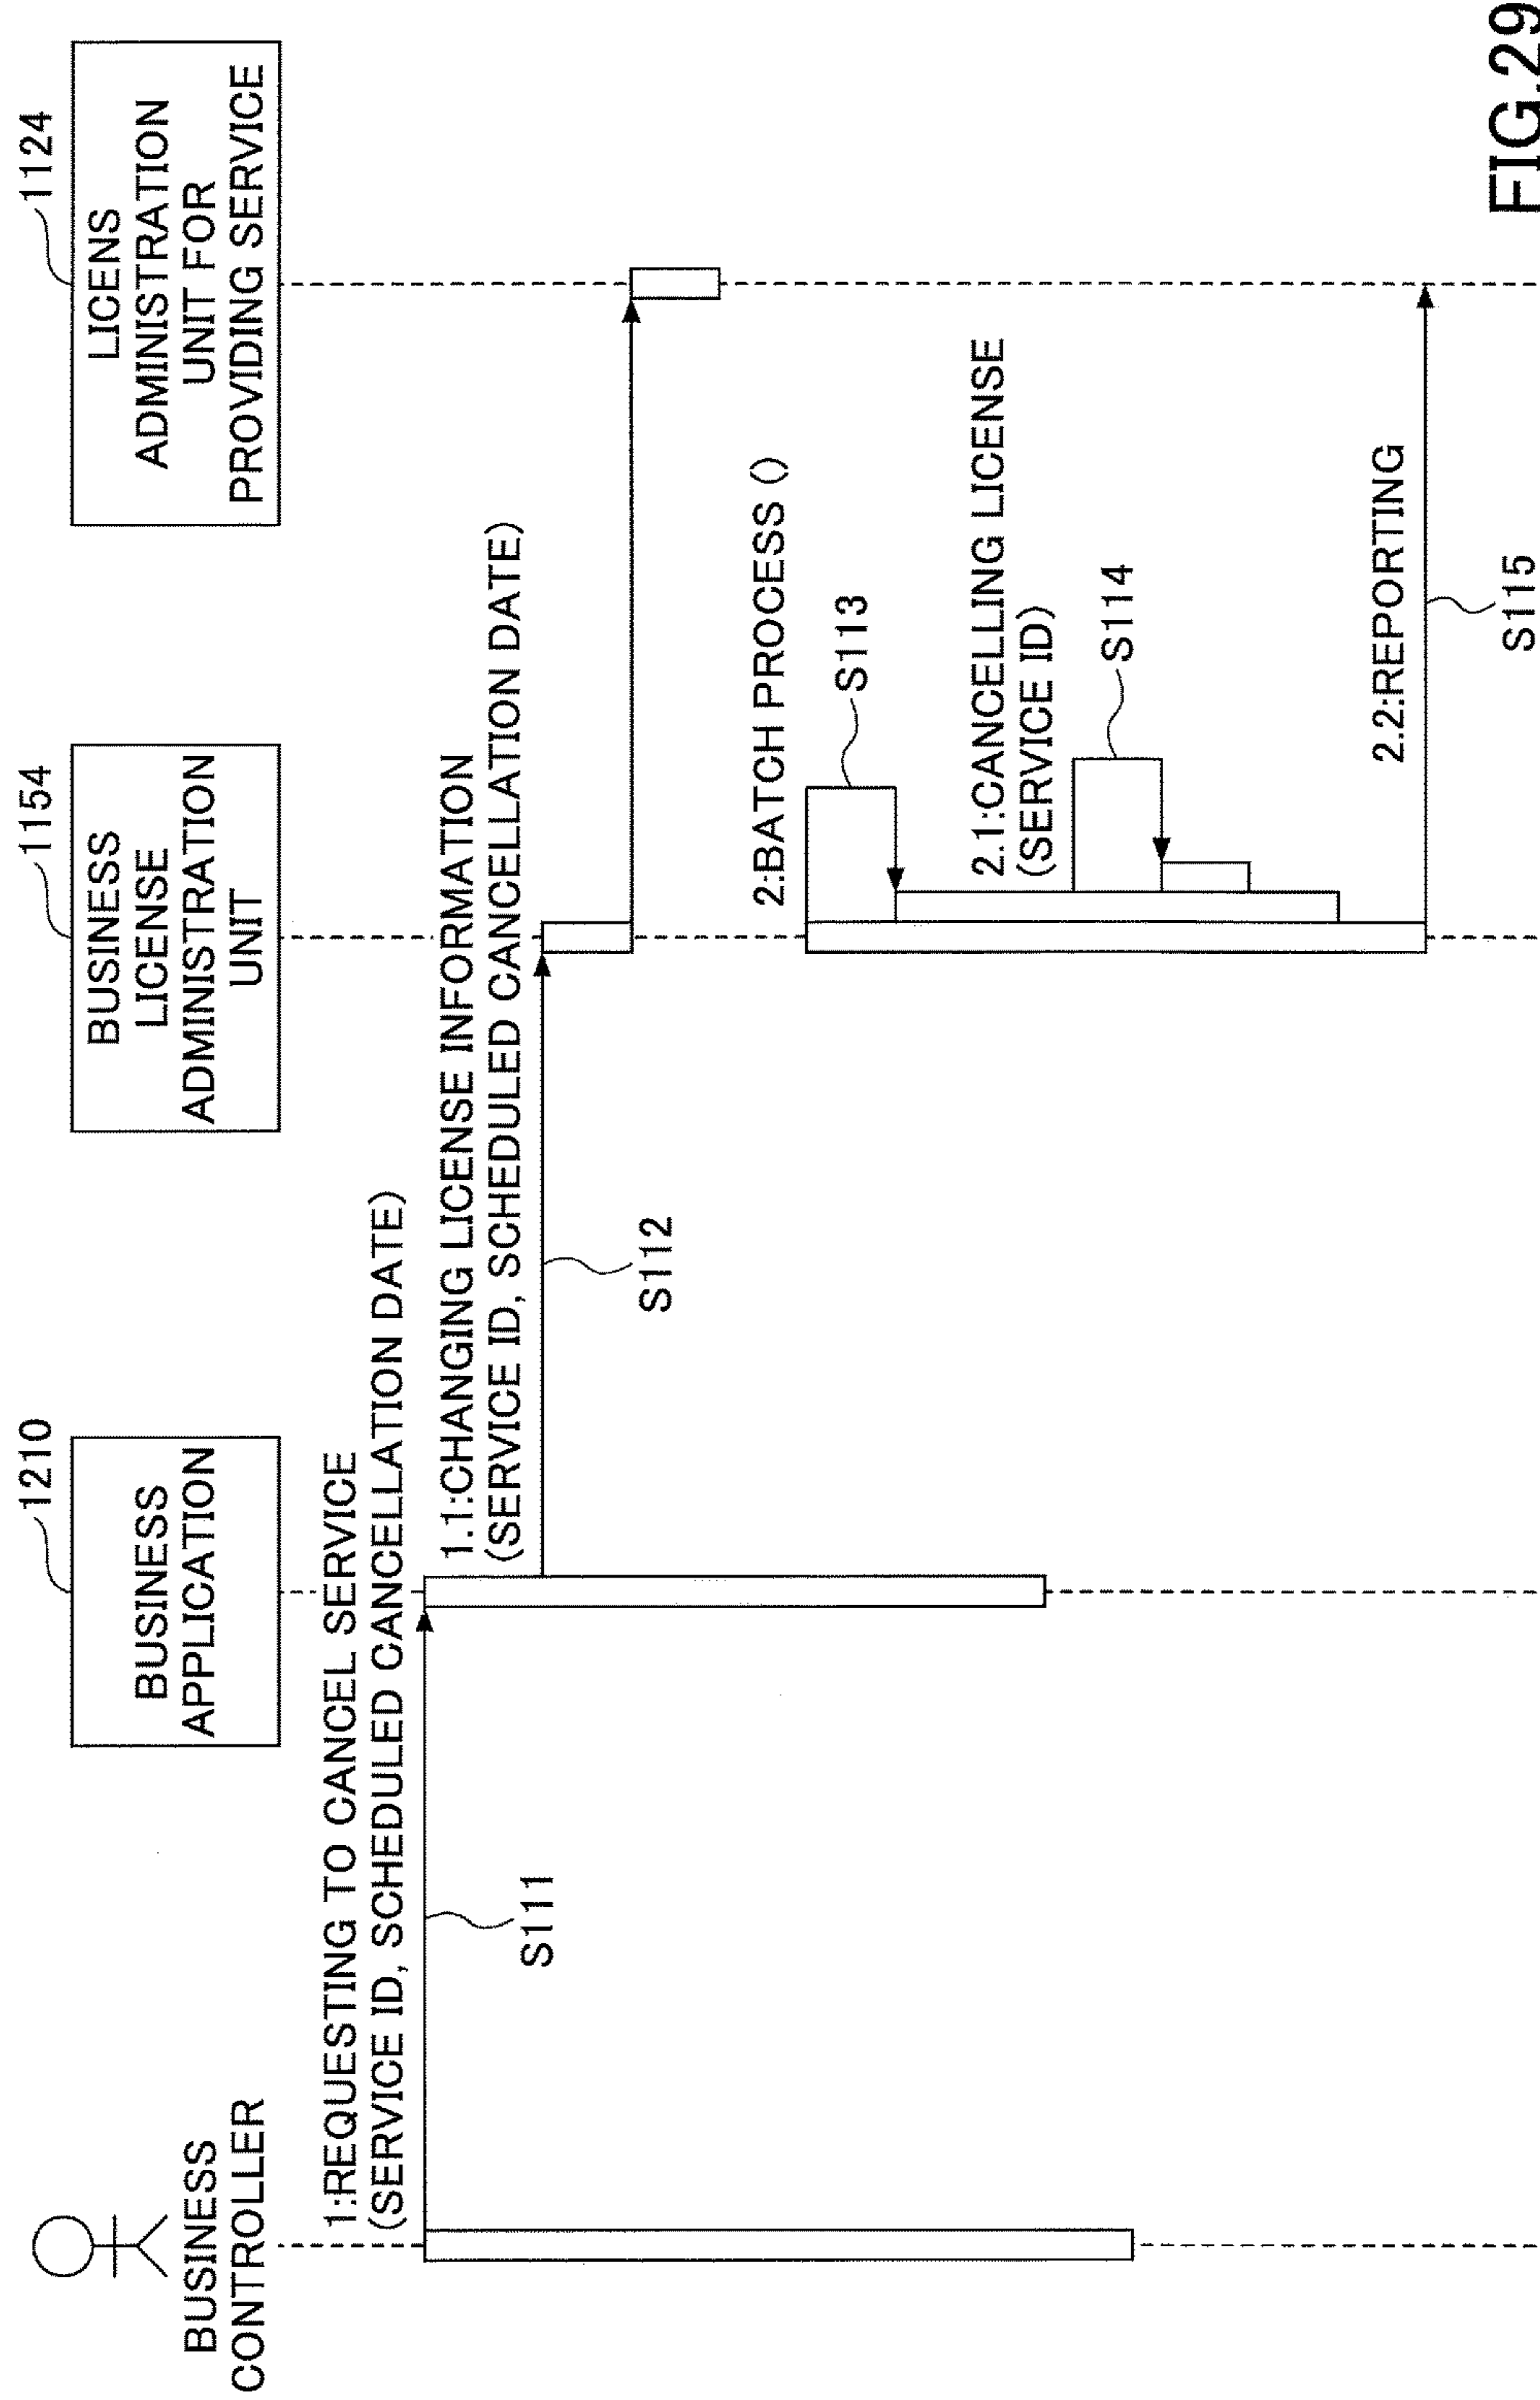 BUSINESS
CONTROLLER
1210
BUSINESS
APPLICATION
1154
BUSINESS
LICENSE
ADMINISTRATION
UNIT
1124
LICENS
ADMINISTRATION
UNIT FOR
PROVIDING SERVICE
1:REQUESTING TO CANCEL SERVICE
(SERVICE ID, SCHEDULED CANCELLATION DATE)
S111
1.1:CHANGING LICENSE INFORMATION
(SERVICE ID, SCHEDULED CANCELLATION DATE)
S112
2:BATCH PROCESS ()
S113
2.1:CANCELLING LICENSE
(SERVICE ID)
S114
2.2:REPORTING
S115
FIG.29